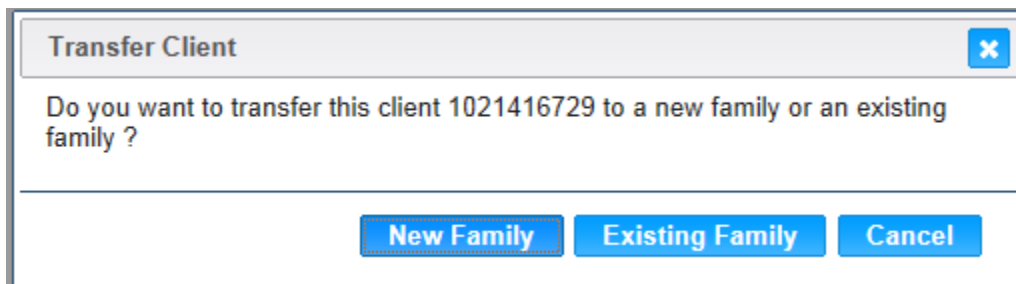 Transfer Client
Do you want to transfer this client 1021416729 to a new family or an existing
family ?
New Family Existing Family Cancel